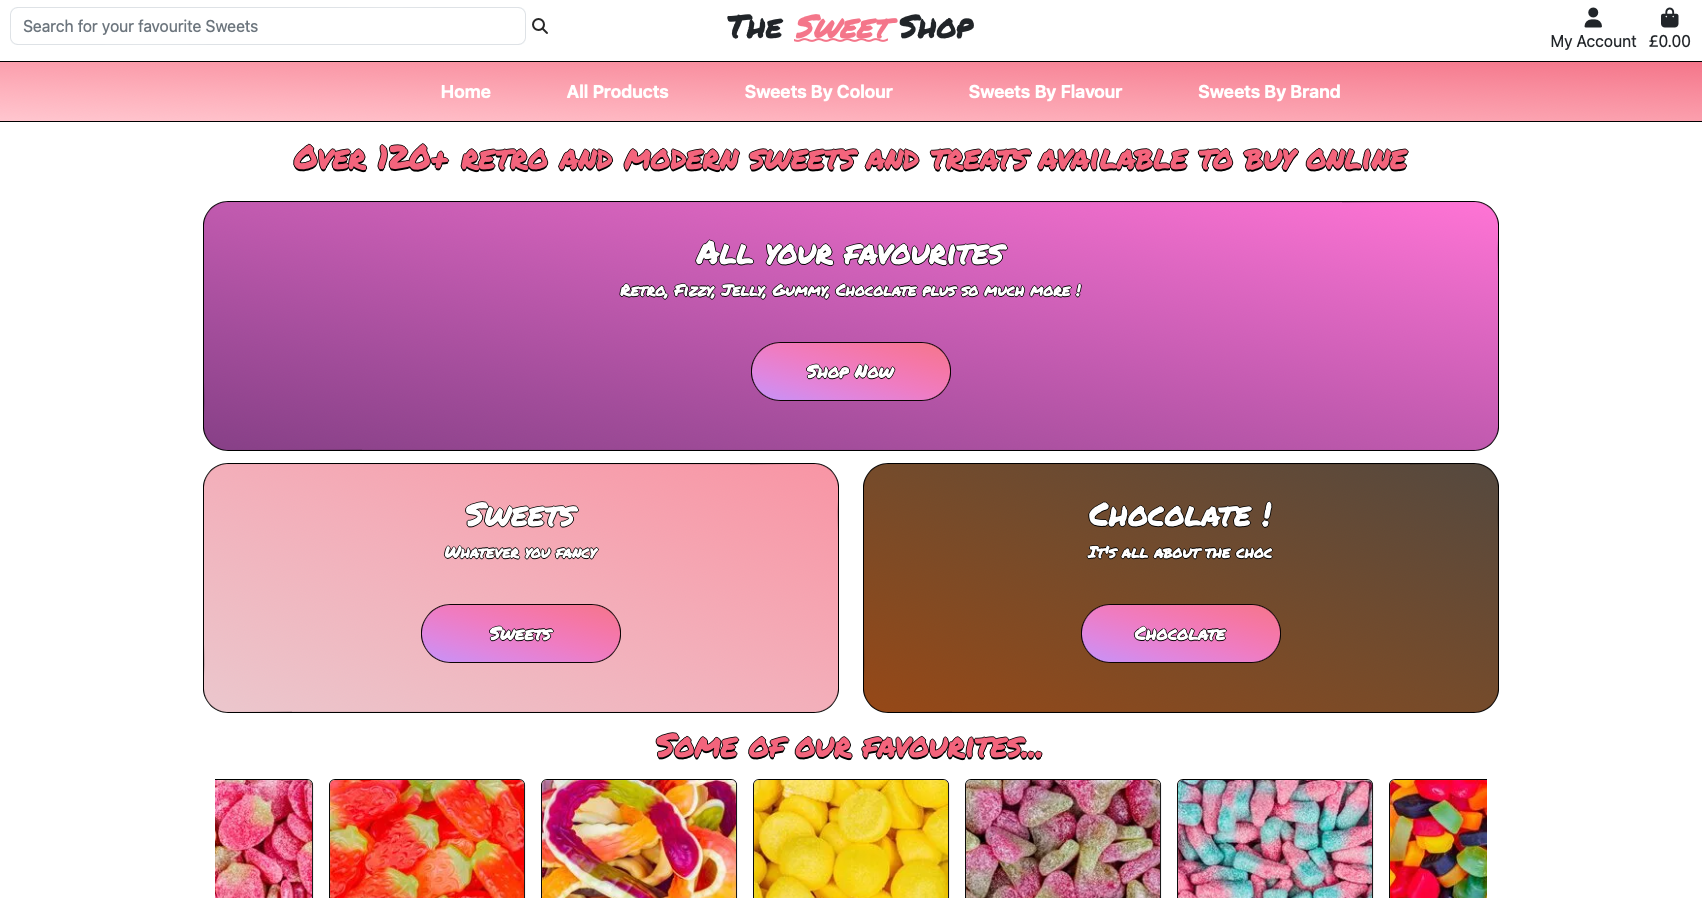 Search for your favourite Sweets
The Sweet Shop
My Account £0.00
Home All Products Sweets By Colour Sweets By Flavour Sweets By Brand
Over 120+ retro and modern sweets and treats available to buy online
All your favourites
Retro, Fizzy, Jelly, Gummy, Chocolate plus so much more !
Shop Now
Sweets
Whatever you fancy
Sweets
Chocolate !
It's all about the choc
Chocolate
Some of our favourites...